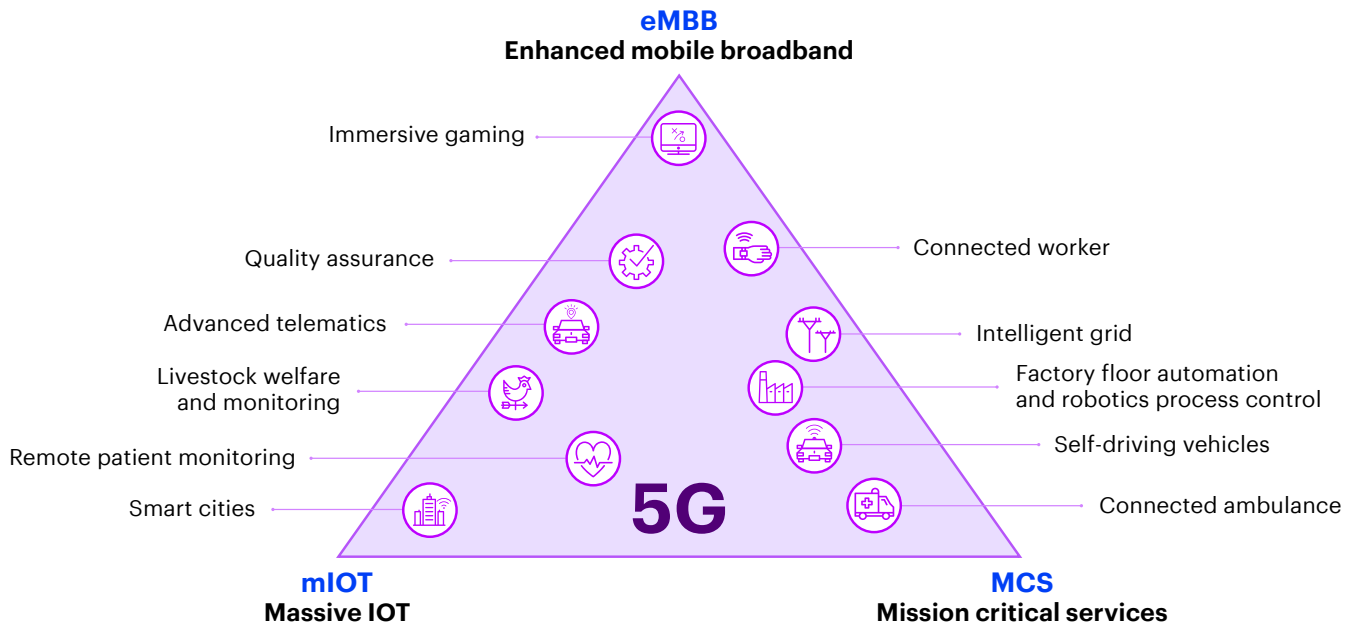 eMBB
Enhanced mobile broadband
Immersive gaming
Quality assurance
Connected worker
Advanced telematics
Intelligent grid
Livestock welfare
and monitoring
Factory floor automation
and robotics process control
Remote patient monitoring
Self-driving vehicles
Smart cities
5G
Connected ambulance
mIOT
Massive IOT
MCS
Mission critical services